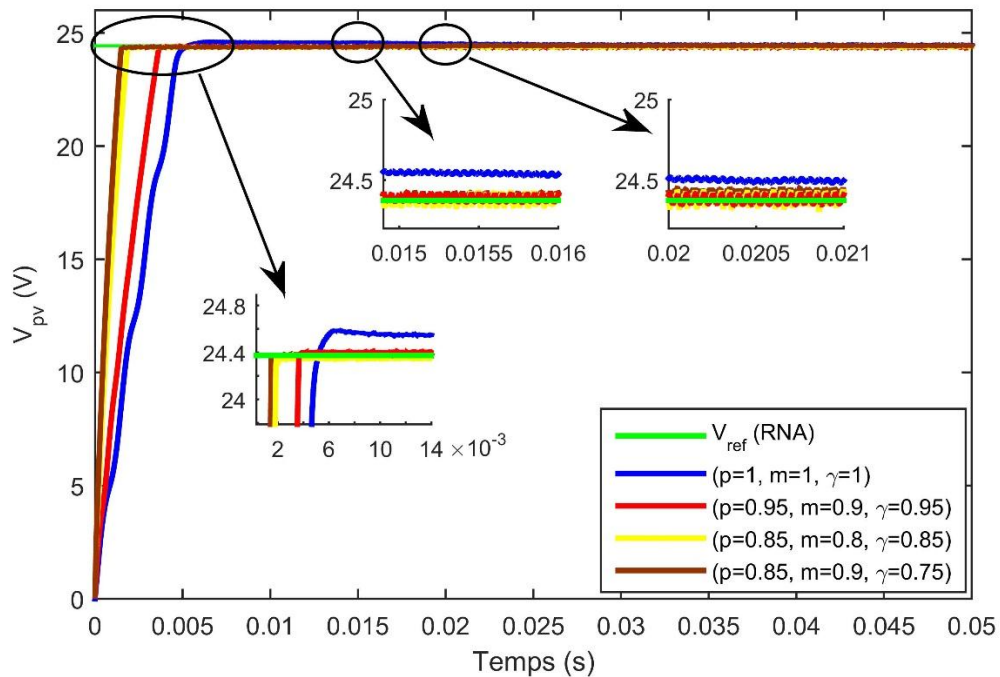 25
20
15
10
5
0
V_pv (V)
25
24.5
0.015 0.0155 0.016
25
24.5
0.02 0.0205 0.021
24.8
24.4
24
2 6 10 14 ×10^-3
V_ref (RNA)
(p=1, m=1, γ=1)
(p=0.95, m=0.9, γ=0.95)
(p=0.85, m=0.8, γ=0.85)
(p=0.85, m=0.9, γ=0.75)
0 0.005 0.01 0.015 0.02 0.025 0.03 0.035 0.04 0.045 0.05
Temps (s)